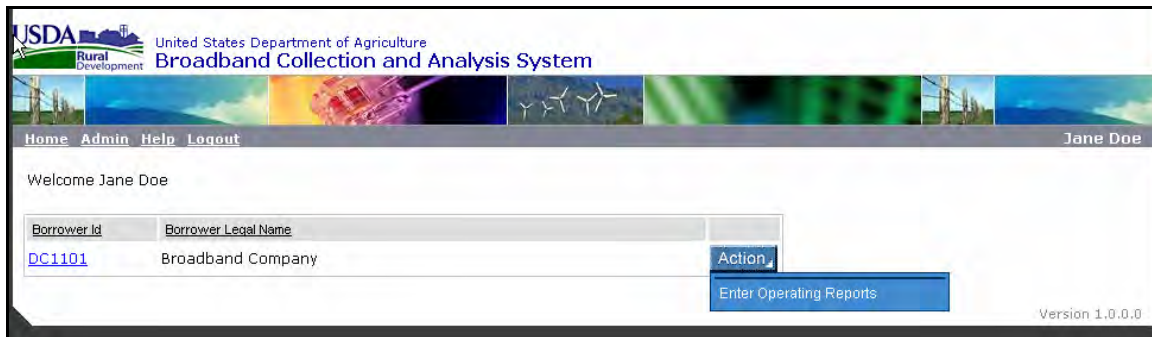 USDA
Rural
Development
United States Department of Agriculture
Broadband Collection and Analysis System
Home Admin Help Logout
Jane Doe
Welcome Jane Doe
Borrower Id Borrower Legal Name
DC1101 Broadband Company Action
Enter Operating Reports
Version 1.0.0.0